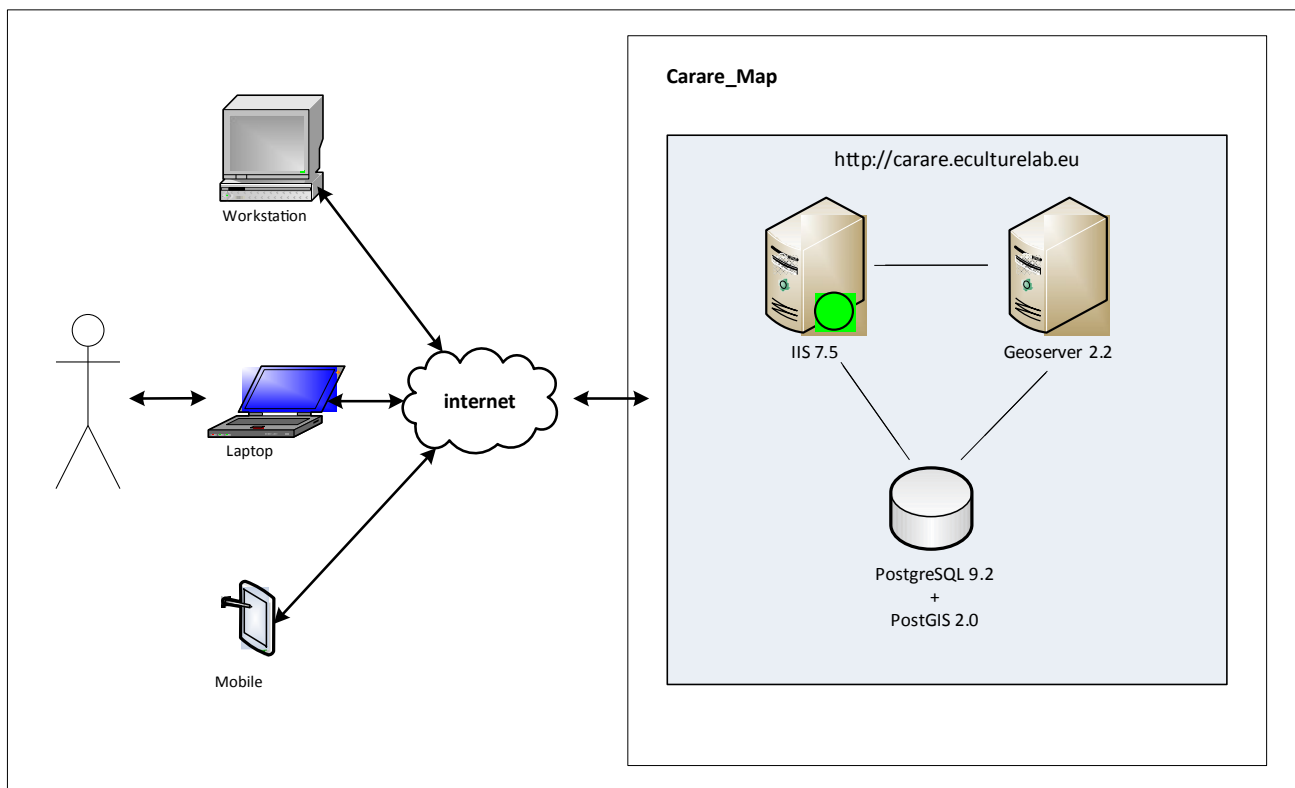 Carare_Map
http://carare.eculturelab.eu
Workstation
IIS 7.5
Geoserver 2.2
internet
Laptop
PostgreSQL 9.2
+
PostGIS 2.0
Mobile